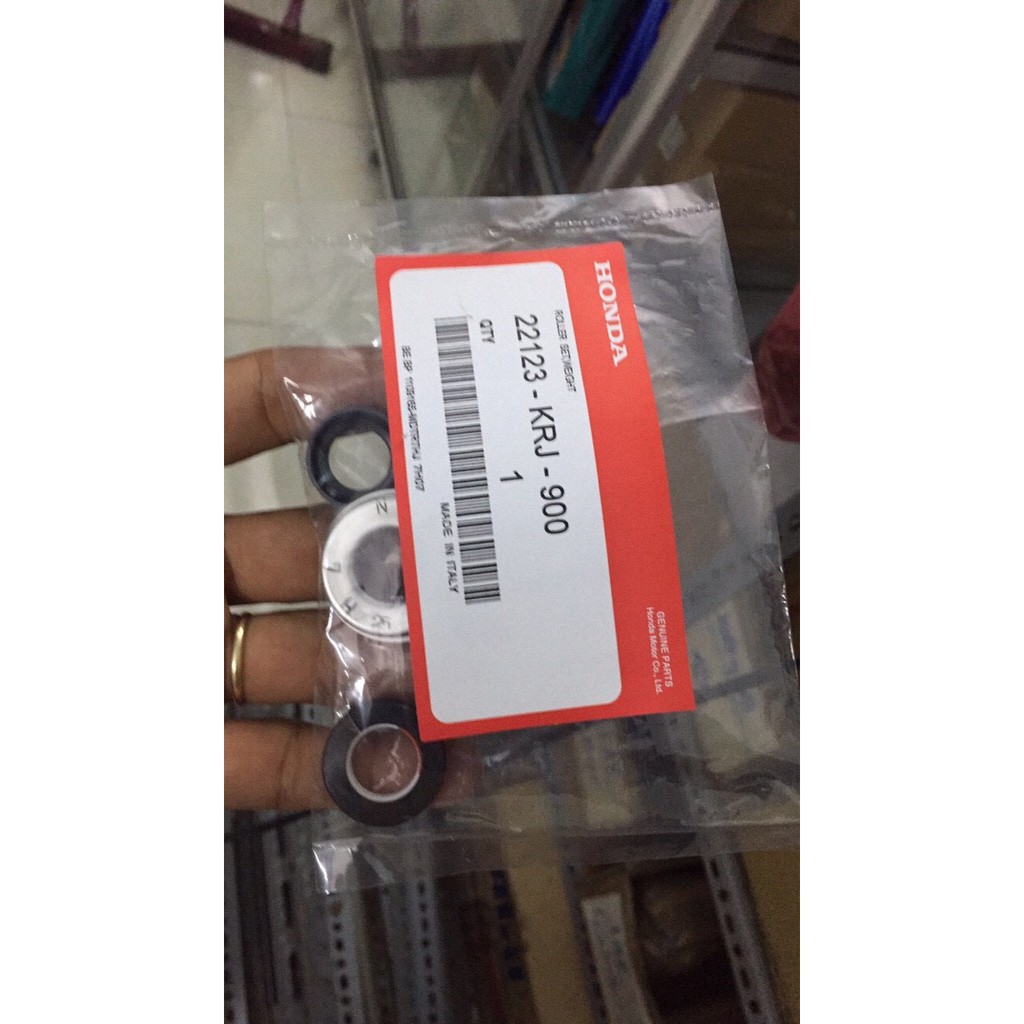 HONDA
ROLLER SET,WEIGHT
22123 - KRJ - 900
QTY 1
MADE IN ITALY
GENUINE PARTS
Honda Motor Co., Ltd.